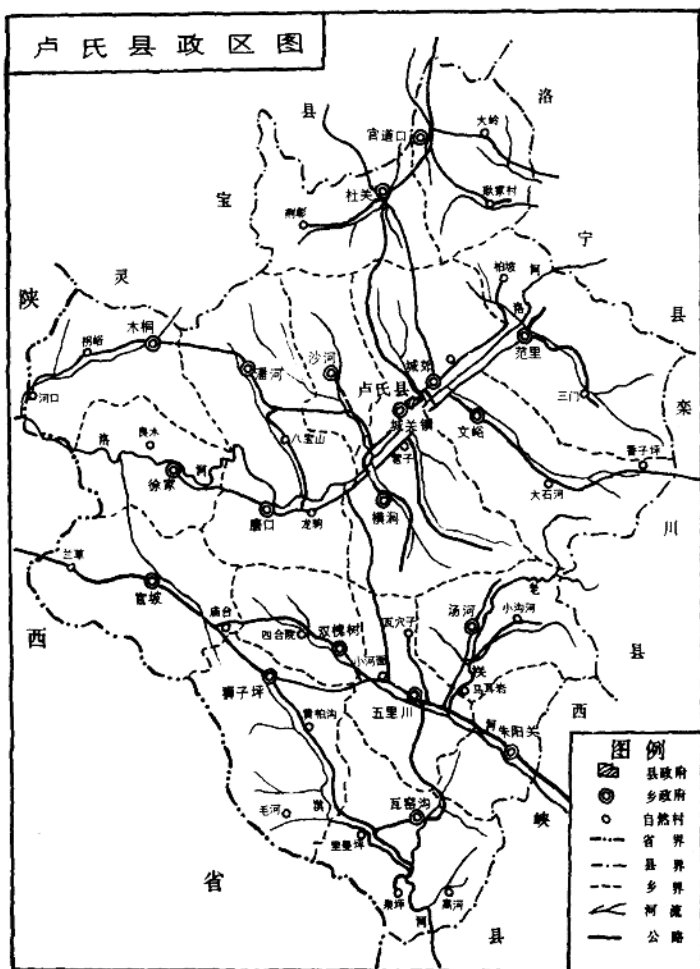 卢氏县政区图
洛
县
官道口
大岭
杜关
耿家村
宝
荆彰
宁
柏坡
河
灵
陕
县
洛
木桐
拐峪
沙河
城郊
范里
潘河
卢氏县
河口
三门
栾
城关镇
文峪
洛
良木
八宝山
河
徐家
大石河
磨口
龙驹
横涧
川
兰草
官坡
老
汤河
小沟河
庙台
瓦穴子
西
四合院
双槐树
县
小河面
狮子坪
马耳岩
五里川
西
黄柏沟
河
朱阳关
图例
县政府
乡政府
自然村
省界
县界
乡界
河流
公路
淇
瓦窑沟
毛河
峡
里曼坪
省
高河
河
县